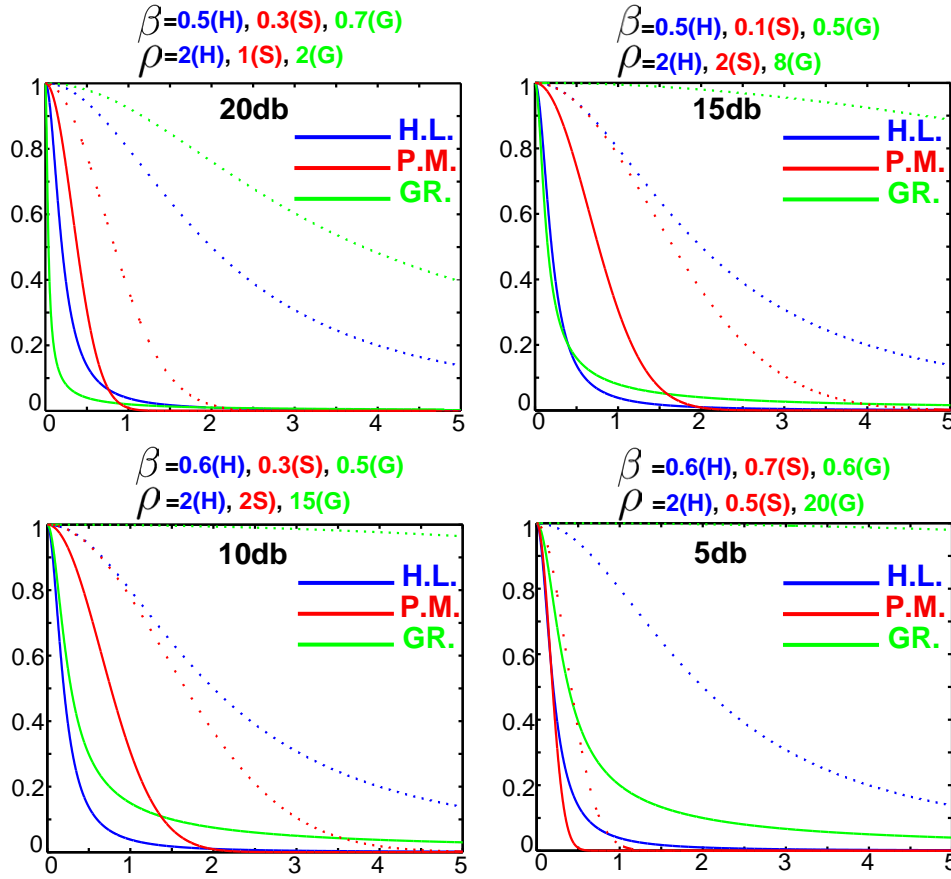 β=0.5(H), 0.3(S), 0.7(G)
ρ=2(H), 1(S), 2(G)
20db
H.L.
P.M.
GR.
1
0.8
0.6
0.4
0.2
0
0 1 2 3 4 5
β=0.5(H), 0.1(S), 0.5(G)
ρ=2(H), 2(S), 8(G)
15db
H.L.
P.M.
GR.
1
0.8
0.6
0.4
0.2
0
0 1 2 3 4 5
β=0.6(H), 0.3(S), 0.5(G)
ρ=2(H), 2S), 15(G)
10db
H.L.
P.M.
GR.
1
0.8
0.6
0.4
0.2
0
0 1 2 3 4 5
β=0.6(H), 0.7(S), 0.6(G)
ρ=2(H), 0.5(S), 20(G)
5db
H.L.
P.M.
GR.
1
0.8
0.6
0.4
0.2
0
0 1 2 3 4 5